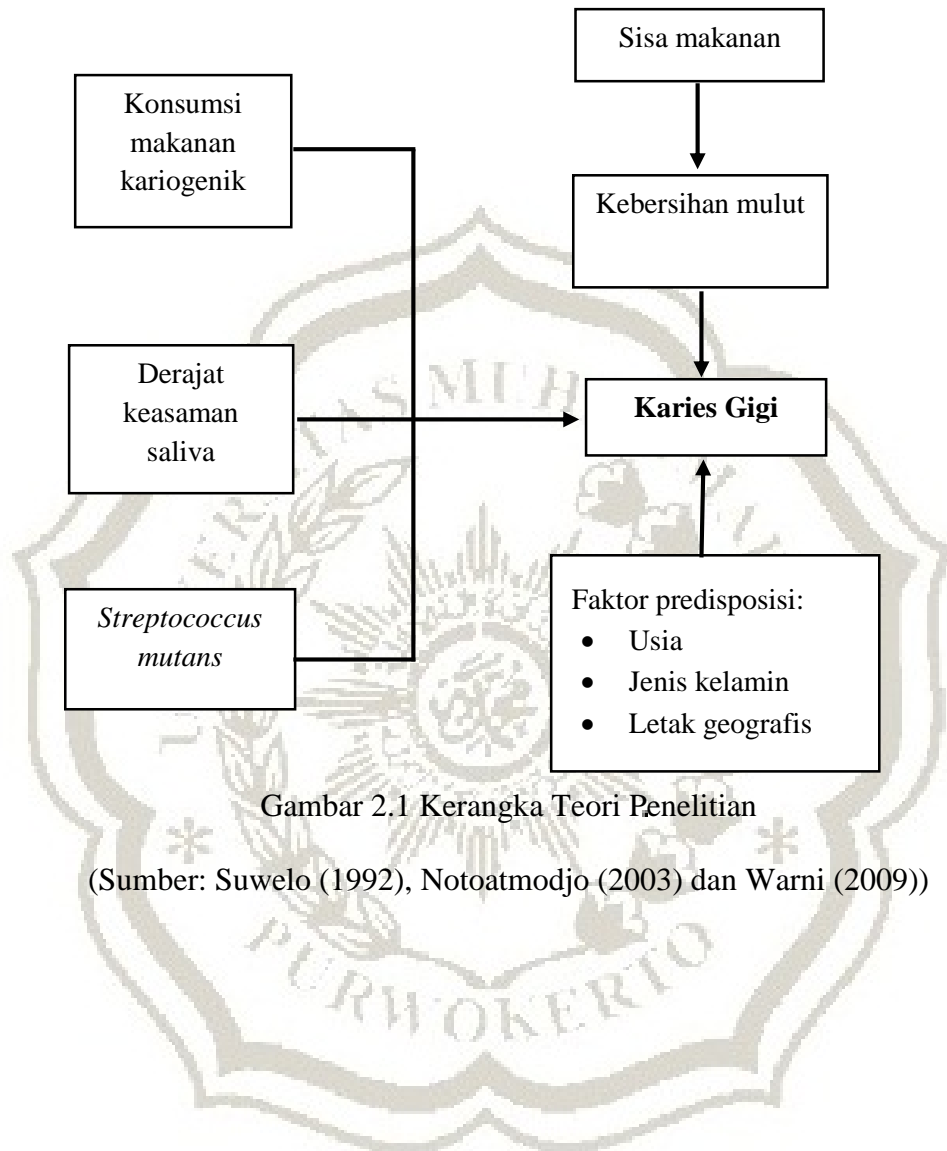 Sisa makanan
Konsumsi
makanan
kariogenik
Kebersihan mulut
Derajat
keasaman
saliva
Karies Gigi
Streptococcus
mutans
Faktor predisposisi:
• Usia
• Jenis kelamin
• Letak geografis
Gambar 2.1 Kerangka Teori Penelitian
(Sumber: Suwelo (1992), Notoatmodjo (2003) dan Warni (2009))
PURWOKERTO